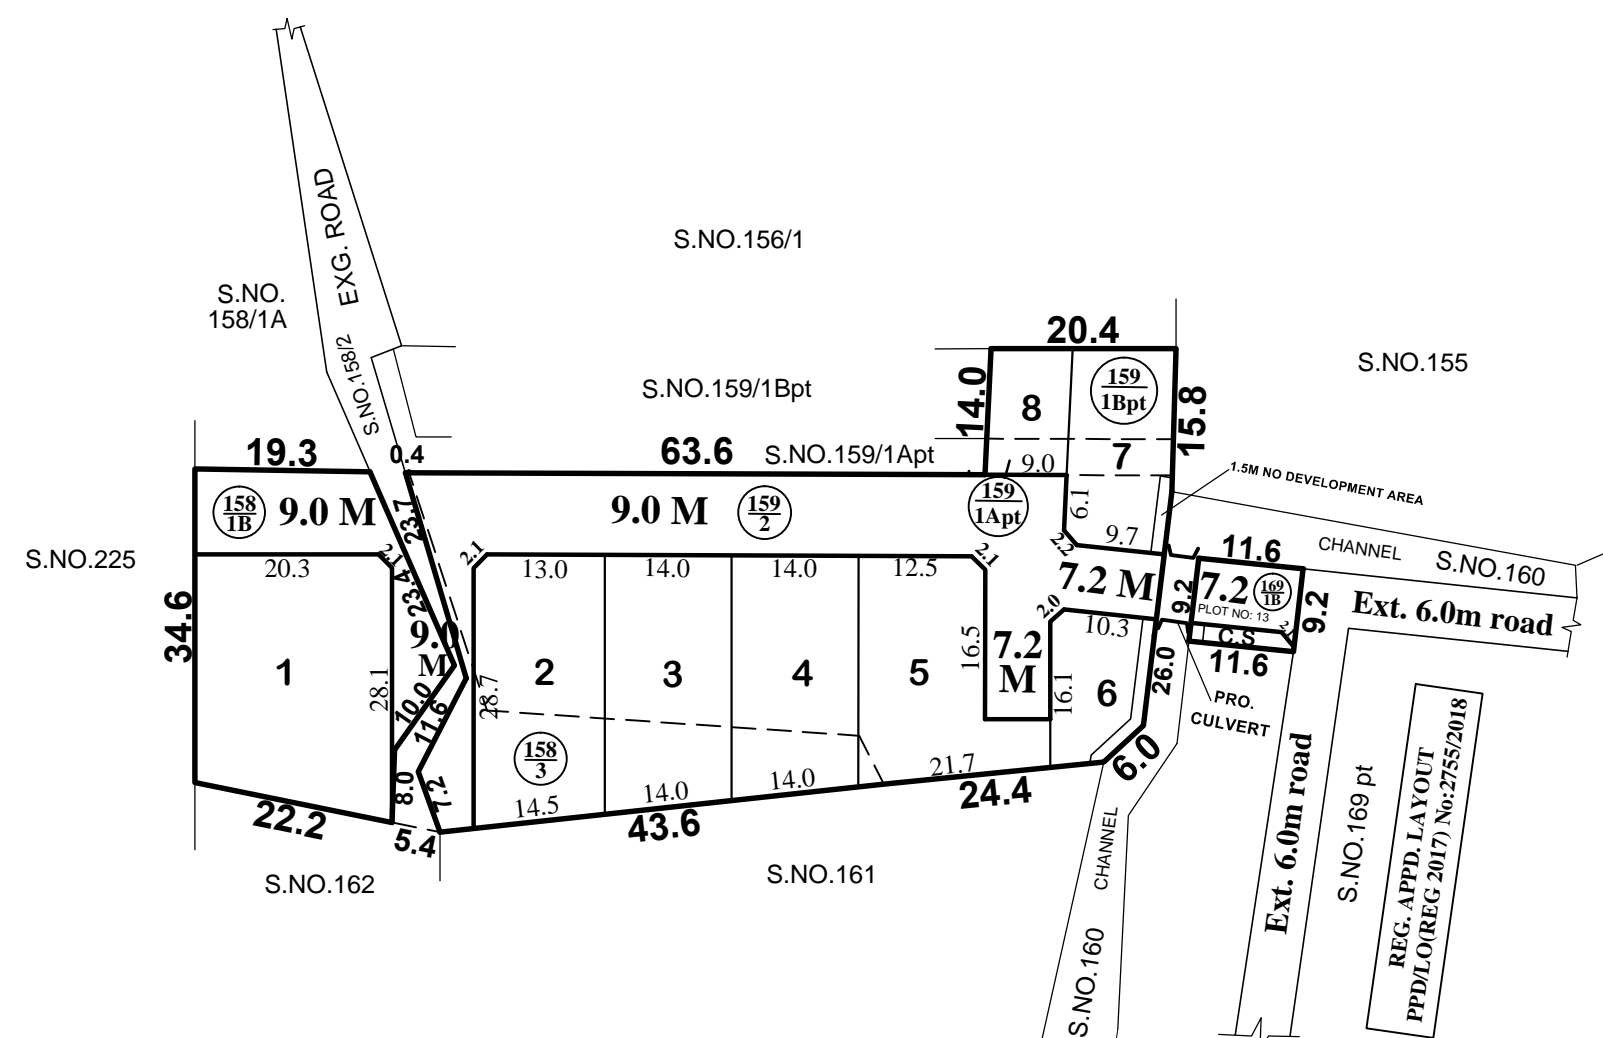 EXG. ROAD
S.NO.156/1
S.NO.
158/1A
S.NO.158/2
20.4
S.NO.155
S.NO.159/1Bpt
14.0
8
159
1Bpt
15.8
19.3
0.4
63.6
S.NO.159/1Apt
9.0
7
1.5M NO DEVELOPMENT AREA
158
1B
9.0 M
23.7
9.0 M
159
2
159
1Apt
6.1
9.7
2.2
S.NO.225
20.3
2.1
23.4
2.1
13.0
14.0
14.0
12.5
2.1
7.2 M
9.2
11.6
CHANNEL
S.NO.160
7.2
169
1B
PLOT NO: 13
9.2
Ext. 6.0m road
34.6
9.0
M
2.0
10.3
C.S
11.6
1
28.1
10.0
11.6
28.7
2
3
4
5
16.5
7.2
M
16.1
6
26.0
PRO.
CULVERT
158
3
8.0
7.2
14.5
14.0
14.0
21.7
6.0
22.2
5.4
43.6
24.4
S.NO.162
S.NO.161
CHANNEL
S.NO.160
Ext. 6.0m road
S.NO.169 pt
REG. APPD. LAYOUT
PPD/LO(REG 2017) No:2755/2018